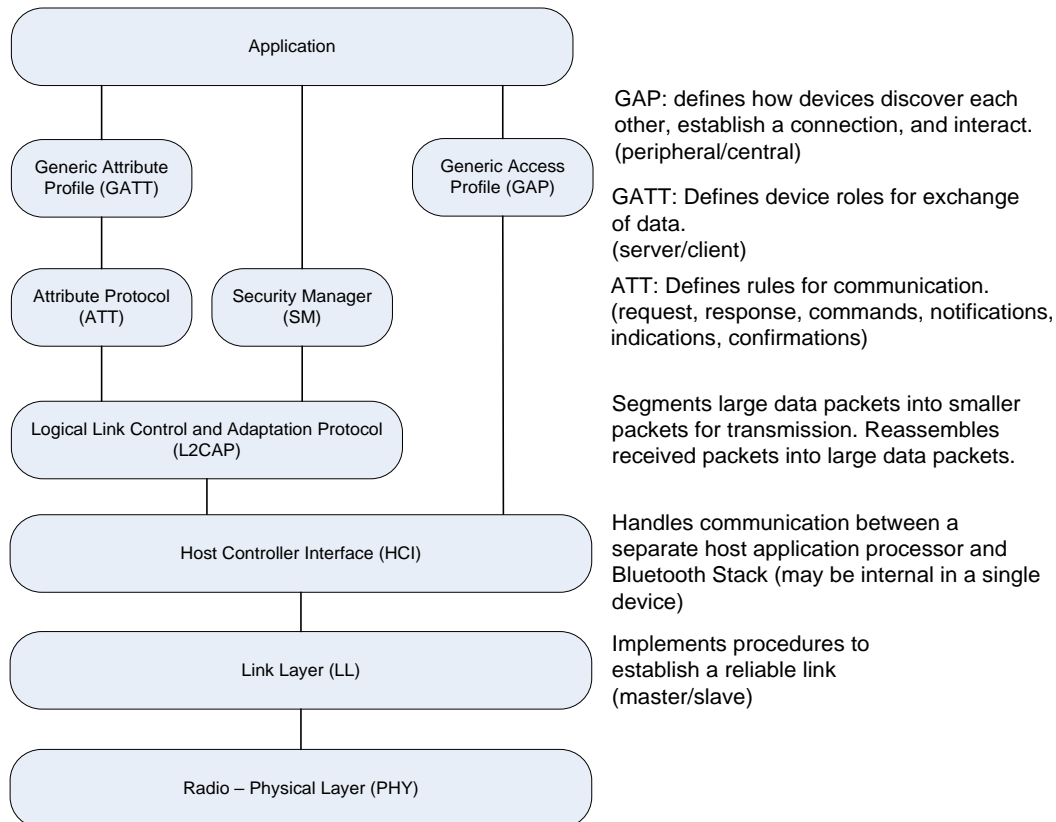 Application
GAP: defines how devices discover each
other, establish a connection, and interact.
(peripheral/central)
Generic Attribute
Profile (GATT)
Generic Access
Profile (GAP)
GATT: Defines device roles for exchange
of data.
(server/client)
Attribute Protocol
(ATT)
Security Manager
(SM)
ATT: Defines rules for communication.
(request, response, commands, notifications,
indications, confirmations)
Logical Link Control and Adaptation Protocol
(L2CAP)
Segments large data packets into smaller
packets for transmission. Reassembles
received packets into large data packets.
Host Controller Interface (HCI)
Handles communication between a
separate host application processor and
Bluetooth Stack (may be internal in a single
device)
Link Layer (LL)
Implements procedures to
establish a reliable link
(master/slave)
Radio – Physical Layer (PHY)